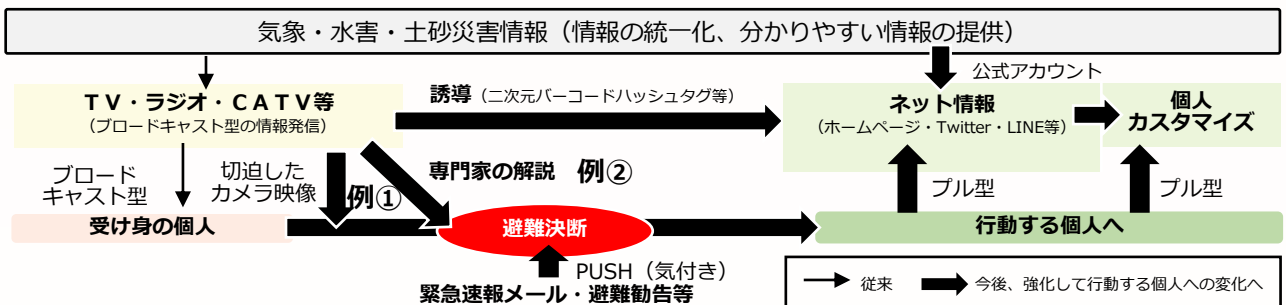 気象・水害・土砂災害情報（情報の統一化、分かりやすい情報の提供）
公式アカウント
ＴＶ・ラジオ・ＣＡＴＶ等
（ブロードキャスト型の情報発信）
誘導（二次元バーコードハッシュタグ等）
ネット情報
（ホームページ・Twitter・LINE等）
個人
カスタマイズ
ブロード
キャスト型
切迫した
カメラ映像
例①
専門家の解説　例②
プル型
プル型
受け身の個人
避難決断
行動する個人へ
PUSH（気付き）
緊急速報メール・避難勧告等
従来
今後、強化して行動する個人への変化へ